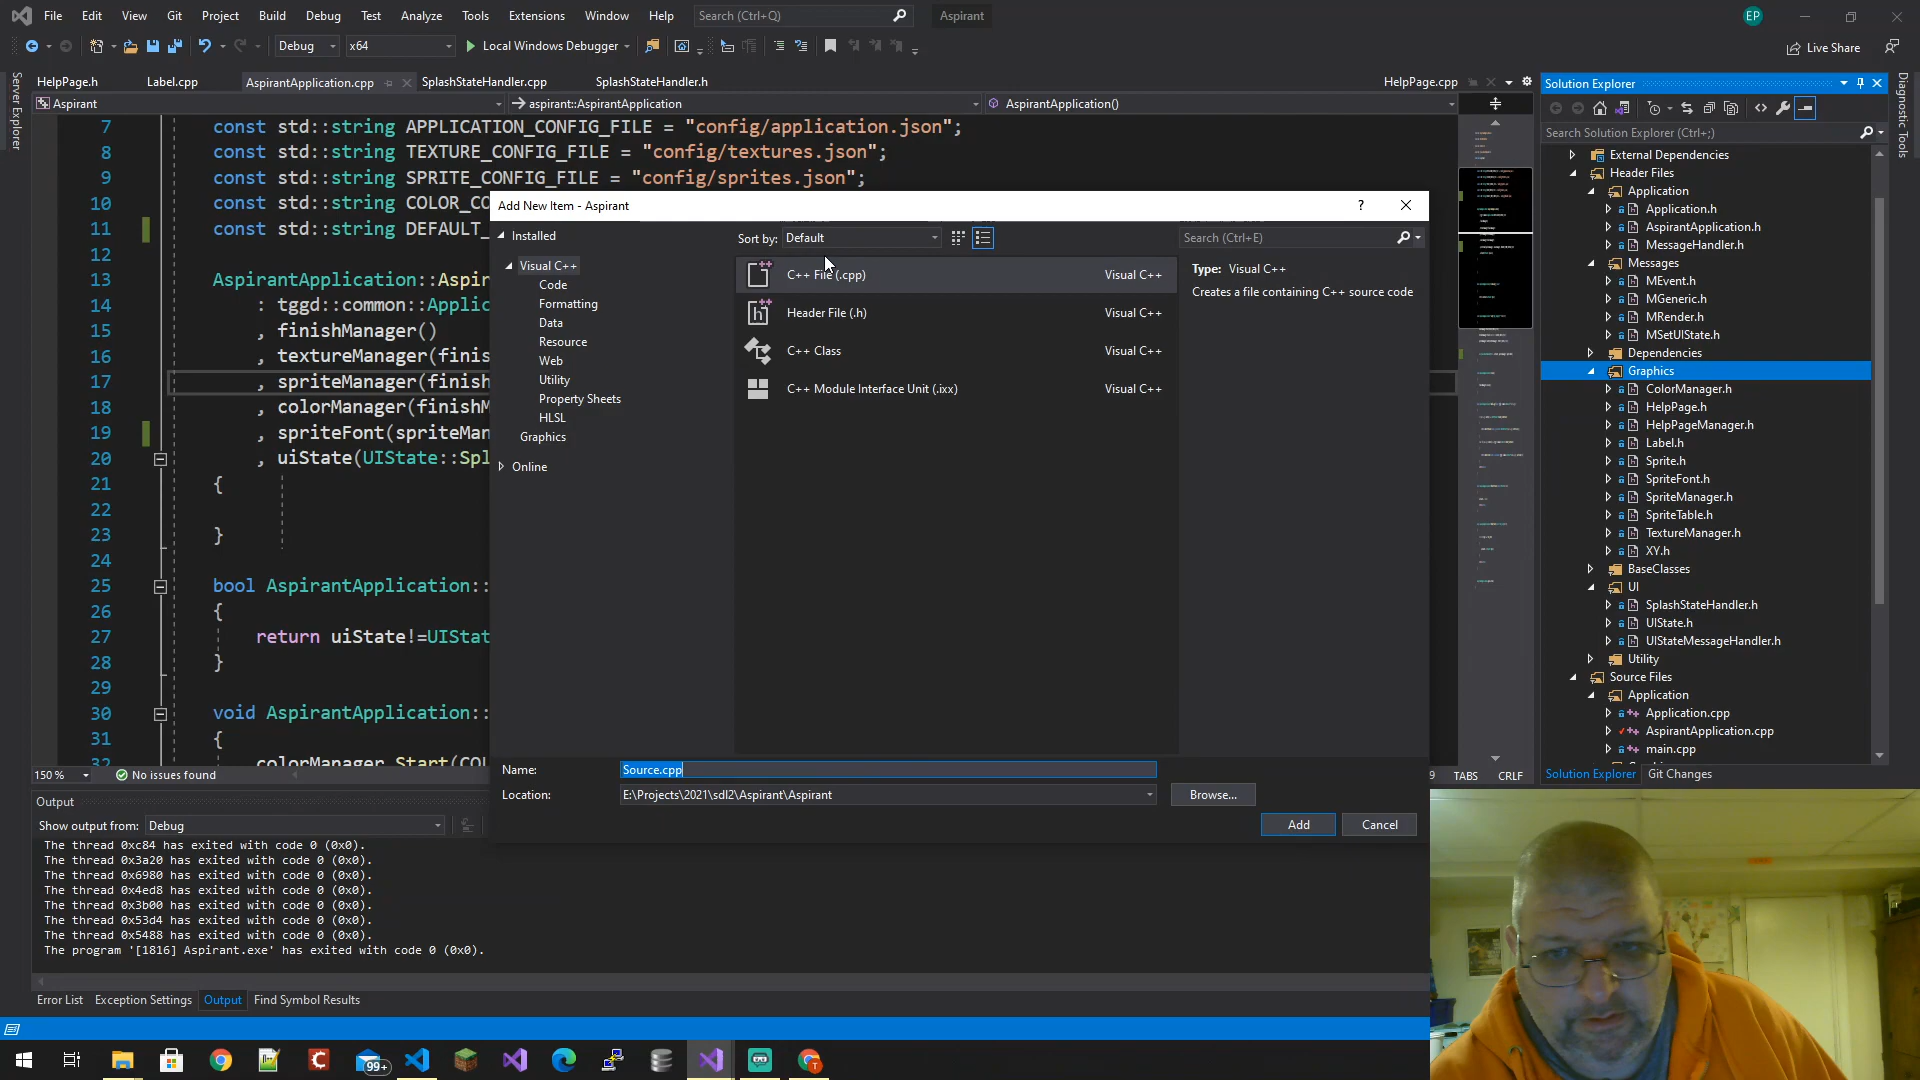 File Edit View Git Project Build Debug Test Analyze Tools Extensions Window Help Search (Ctrl+Q) Aspirant EP
Debug x64 Local Windows Debugger Live Share
Server Explorer
HelpPage.h Label.cpp AspirantApplication.cpp SplashStateHandler.cpp SplashStateHandler.h HelpPage.cpp
Aspirant aspirant::AspirantApplication AspirantApplication()
7 const std::string APPLICATION_CONFIG_FILE = "config/application.json";
8 const std::string TEXTURE_CONFIG_FILE = "config/textures.json";
9 const std::string SPRITE_CONFIG_FILE = "config/sprites.json";
10 const std::string COLOR_CO
11 const std::string DEFAULT_
12
13 AspirantApplication::Aspir
14 : tggd::common::Applic
15 , finishManager()
16 , textureManager(finis
17 , spriteManager(finish
18 , colorManager(finishM
19 , spriteFont(spriteMan
20 , uiState(UIState::Spl
21 {
22
23 }
24
25 bool AspirantApplication::
26 {
27 return uiState!=UIStat
28 }
29
30 void AspirantApplication::
31 {
32 colorManager.Start(COL
150 % No issues found
9 TABS CRLF
Add New Item - Aspirant ?
Installed
Visual C++
Code
Formatting
Data
Resource
Web
Utility
Property Sheets
HLSL
Graphics
Online
Sort by: Default
C++ File (.cpp) Visual C++
Header File (.h) Visual C++
C++ Class Visual C++
C++ Module Interface Unit (.ixx) Visual C++
Search (Ctrl+E)
Type: Visual C++
Creates a file containing C++ source code
Name: Source.cpp
Location: E:\Projects\2021\sdl2\Aspirant\Aspirant Browse...
Add Cancel
Solution Explorer
Search Solution Explorer (Ctrl+;)
External Dependencies
Header Files
Application
Application.h
AspirantApplication.h
MessageHandler.h
Messages
MEvent.h
MGeneric.h
MRender.h
MSetUIState.h
Dependencies
Graphics
ColorManager.h
HelpPage.h
HelpPageManager.h
Label.h
Sprite.h
SpriteFont.h
SpriteManager.h
SpriteTable.h
TextureManager.h
XY.h
BaseClasses
UI
SplashStateHandler.h
UIState.h
UIStateMessageHandler.h
Utility
Source Files
Application
Application.cpp
AspirantApplication.cpp
main.cpp
Solution Explorer Git Changes
Diagnostic Tools
Output
Show output from: Debug
The thread 0xc84 has exited with code 0 (0x0).
The thread 0x3a20 has exited with code 0 (0x0).
The thread 0x6980 has exited with code 0 (0x0).
The thread 0x4ed8 has exited with code 0 (0x0).
The thread 0x3b00 has exited with code 0 (0x0).
The thread 0x53d4 has exited with code 0 (0x0).
The thread 0x5488 has exited with code 0 (0x0).
The program '[1816] Aspirant.exe' has exited with code 0 (0x0).
Error List Exception Settings Output Find Symbol Results
99+